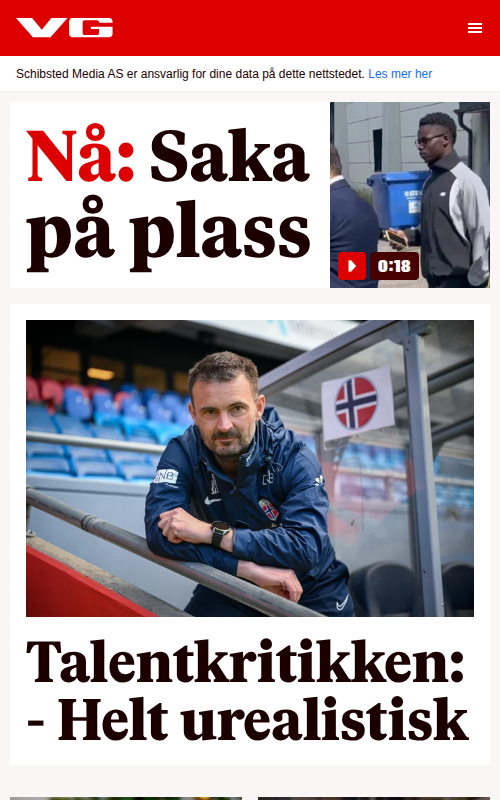 VG
Schibsted Media AS er ansvarlig for dine data på dette nettstedet. Les mer her
Nå: Saka
på plass
0:18
Talentkritikken:
- Helt urealistisk